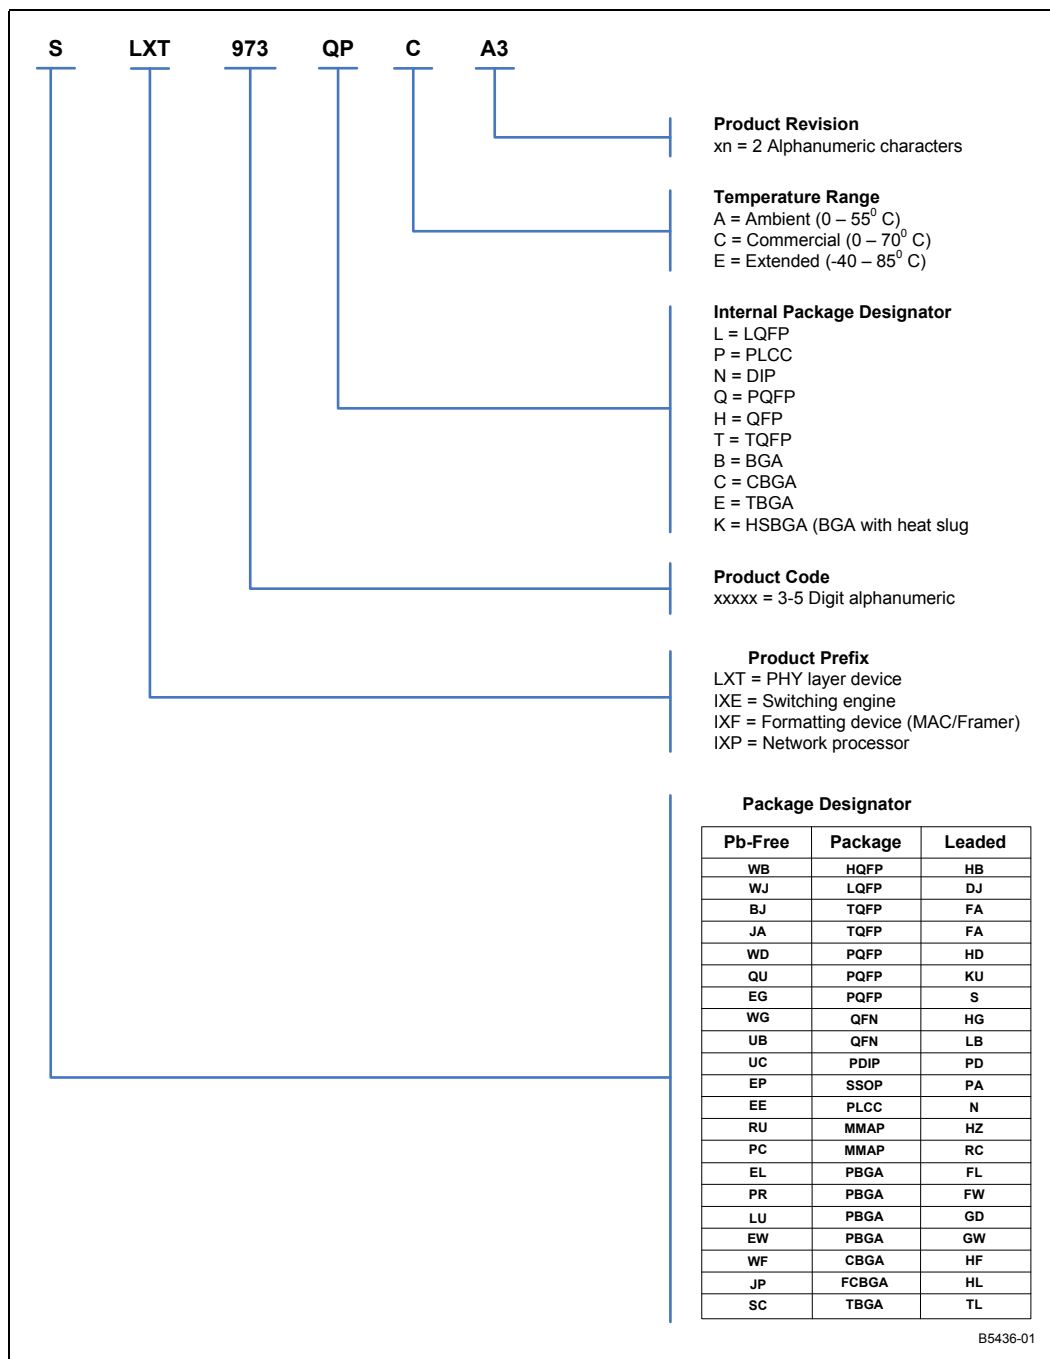 S LXT 973 QP C A3
Product Revision
xn = 2 Alphanumeric characters
Temperature Range
A = Ambient (0 – 55⁰ C)
C = Commercial (0 – 70⁰ C)
E = Extended (-40 – 85⁰ C)
Internal Package Designator
L = LQFP
P = PLCC
N = DIP
Q = PQFP
H = QFP
T = TQFP
B = BGA
C = CBGA
E = TBGA
K = HSBGA (BGA with heat slug
Product Code
xxxxx = 3-5 Digit alphanumeric
Product Prefix
LXT = PHY layer device
IXE = Switching engine
IXF = Formatting device (MAC/Framer)
IXP = Network processor
Package Designator
Pb-Free Package Leaded
WB HQFP HB
WJ LQFP DJ
BJ TQFP FA
JA TQFP FA
WD PQFP HD
QU PQFP KU
EG PQFP S
WG QFN HG
UB QFN LB
UC PDIP PD
EP SSOP PA
EE PLCC N
RU MMAP HZ
PC MMAP RC
EL PBGA FL
PR PBGA FW
LU PBGA GD
EW PBGA GW
WF CBGA HF
JP FCBGA HL
SC TBGA TL
B5436-01